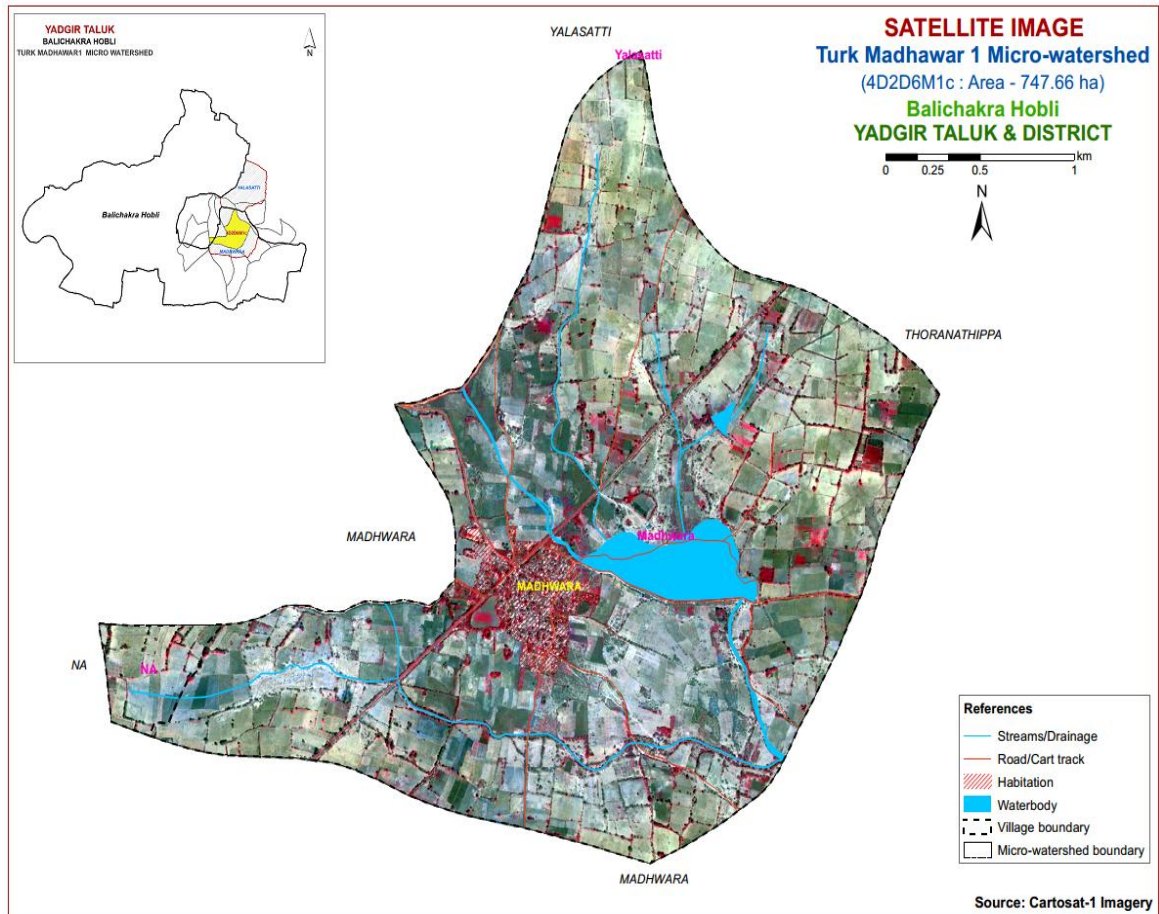 YADGIR TALUK
BALICHAKRA HOBLI
TURK MADHAWAR1 MICRO WATERSHED
N
YALASATTI
Balichakra Hobli
4D2D6M1c
MADHWARA
SATELLITE IMAGE
Turk Madhawar 1 Micro-watershed
(4D2D6M1c : Area - 747.66 ha)
Balichakra Hobli
YADGIR TALUK & DISTRICT
km
0 0.25 0.5 1
N
YALASATTI
Yalasatti
THORANATHIPPA
MADHWARA
Madhwara
MADHWARA
NA
NA
MADHWARA
References
Streams/Drainage
Road/Cart track
Habitation
Waterbody
Village boundary
Micro-watershed boundary
Source: Cartosat-1 Imagery